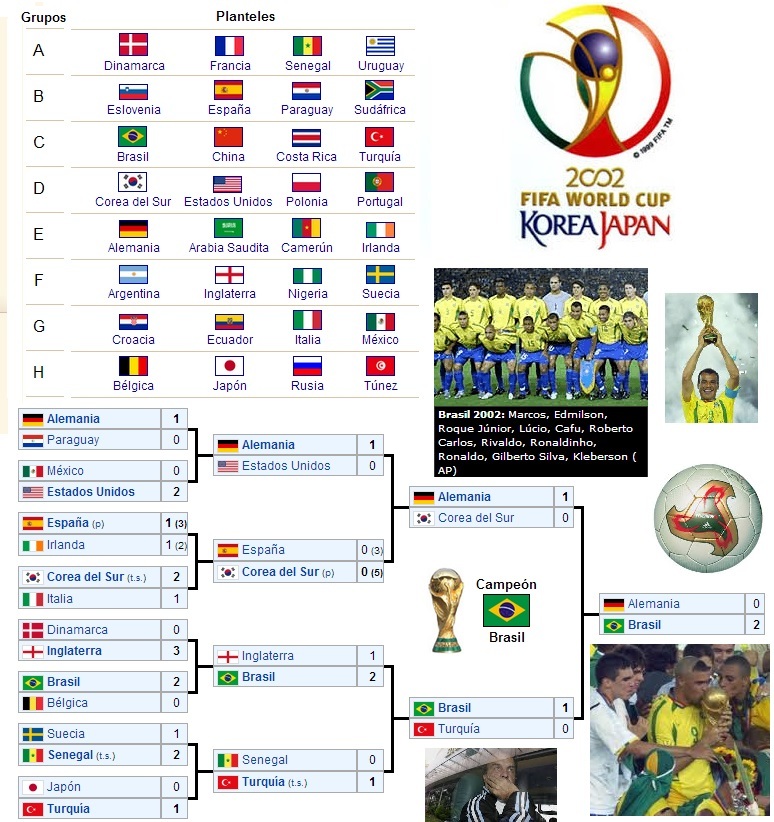 Grupos Planteles
A
Dinamarca Francia Senegal Uruguay
B
Eslovenia España Paraguay Sudáfrica
C
Brasil China Costa Rica Turquía
D
Corea del Sur Estados Unidos Polonia Portugal
E
Alemania Arabia Saudita Camerún Irlanda
F
Argentina Inglaterra Nigeria Suecia
G
Croacia Ecuador Italia México
H
Bélgica Japón Rusia Túnez
© 1999 FIFA TM
2002
FIFA WORLD CUP
KOREA JAPAN
Brasil 2002: Marcos, Edmilson,
Roque Júnior, Lúcio, Cafu, Roberto
Carlos, Rivaldo, Ronaldinho,
Ronaldo, Gilberto Silva, Kleberson (
AP)
Alemania 1
Paraguay 0
México 0
Estados Unidos 2
España (p) 1 (3)
Irlanda 1 (2)
Corea del Sur (t.s.) 2
Italia 1
Dinamarca 0
Inglaterra 3
Brasil 2
Bélgica 0
Suecia 1
Senegal (t.s.) 2
Japón 0
Turquía 1
Alemania 1
Estados Unidos 0
España 0 (3)
Corea del Sur (p) 0 (5)
Inglaterra 1
Brasil 2
Senegal 0
Turquía (t.s.) 1
Alemania 1
Corea del Sur 0
Brasil 1
Turquía 0
Campeón
Brasil
Alemania 0
Brasil 2